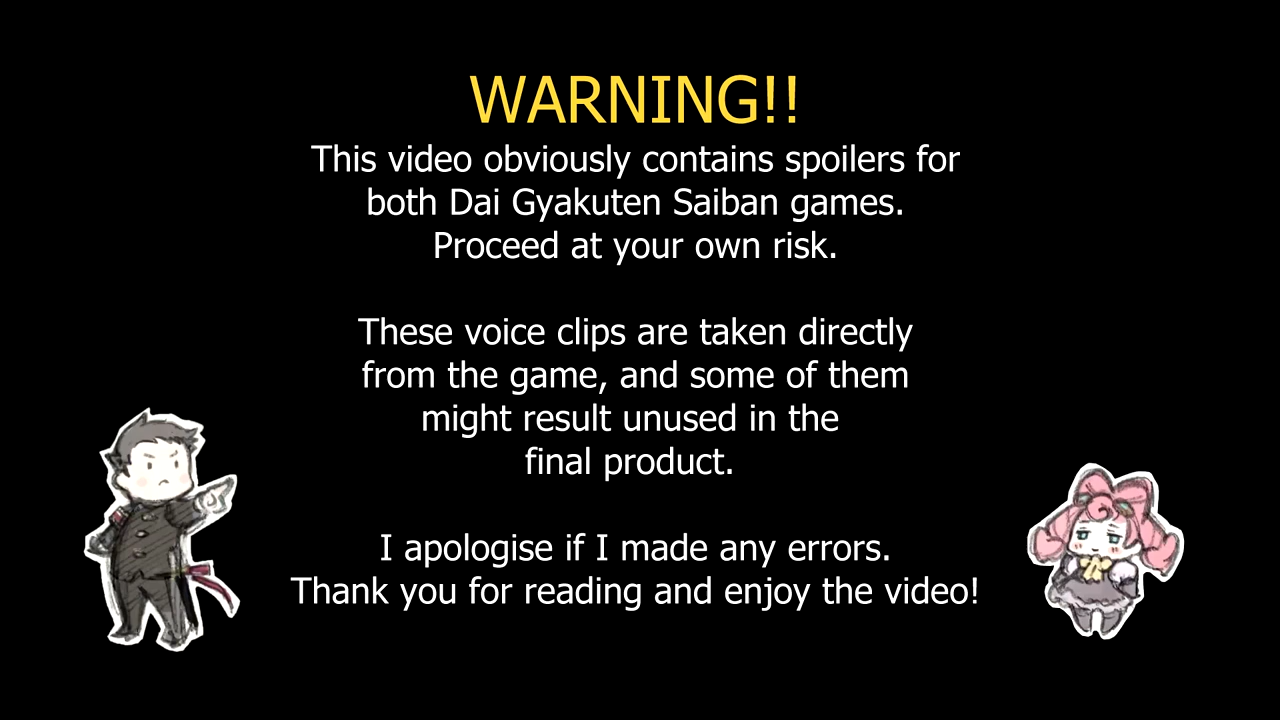 WARNING!!
This video obviously contains spoilers for
both Dai Gyakuten Saiban games.
Proceed at your own risk.
These voice clips are taken directly
from the game, and some of them
might result unused in the
final product.
I apologise if I made any errors.
Thank you for reading and enjoy the video!